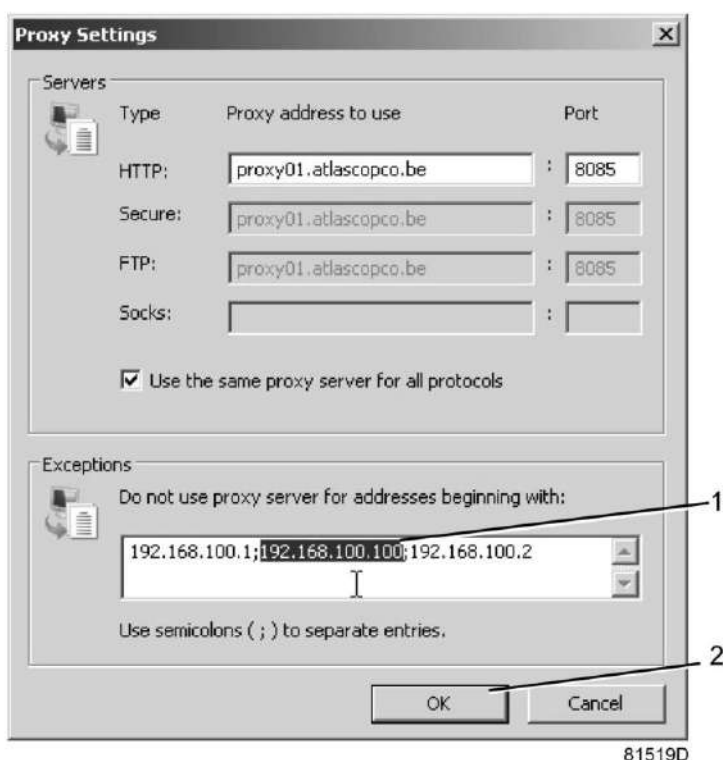 Proxy Settings
Servers
Type Proxy address to use Port
HTTP: proxy01.atlascopco.be : 8085
Secure: proxy01.atlascopco.be : 8085
FTP: proxy01.atlascopco.be : 8085
Socks: :
Use the same proxy server for all protocols
Exceptions
Do not use proxy server for addresses beginning with:
1
192.168.100.1;192.168.100.100;192.168.100.2
Use semicolons ( ; ) to separate entries.
2
OK Cancel
81519D